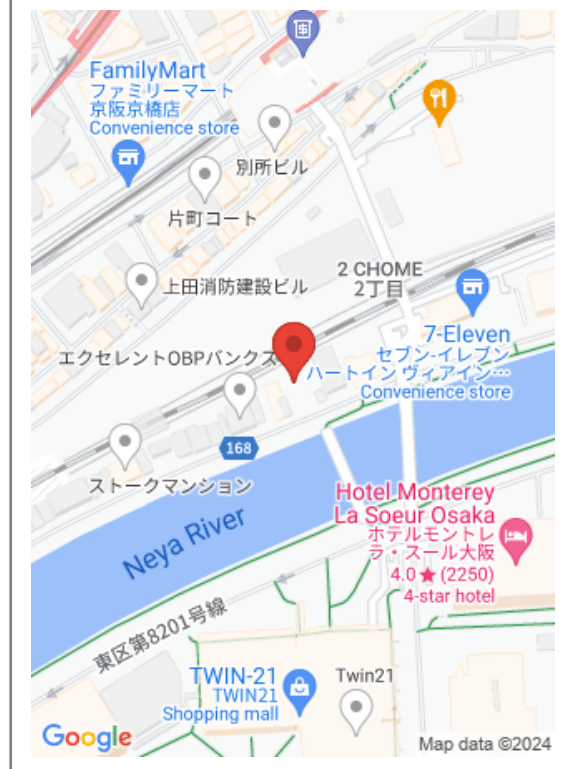 FamilyMart
ファミリーマート
京阪京橋店
Convenience store
別所ビル
片町コート
2 CHOME
2丁目
上田消防建設ビル
7-Eleven
セブン-イレブン
ハートイン ヴィアイン…
Convenience store
エクセレントOBPバンクス
168
ストークマンション
Neya River
Hotel Monterey
La Soeur Osaka
ホテルモントレ
ラ・スール大阪
4.0★(2250)
4-star hotel
東区第8201号線
TWIN-21
TWIN21
Shopping mall
Twin21
Google
Map data ©2024